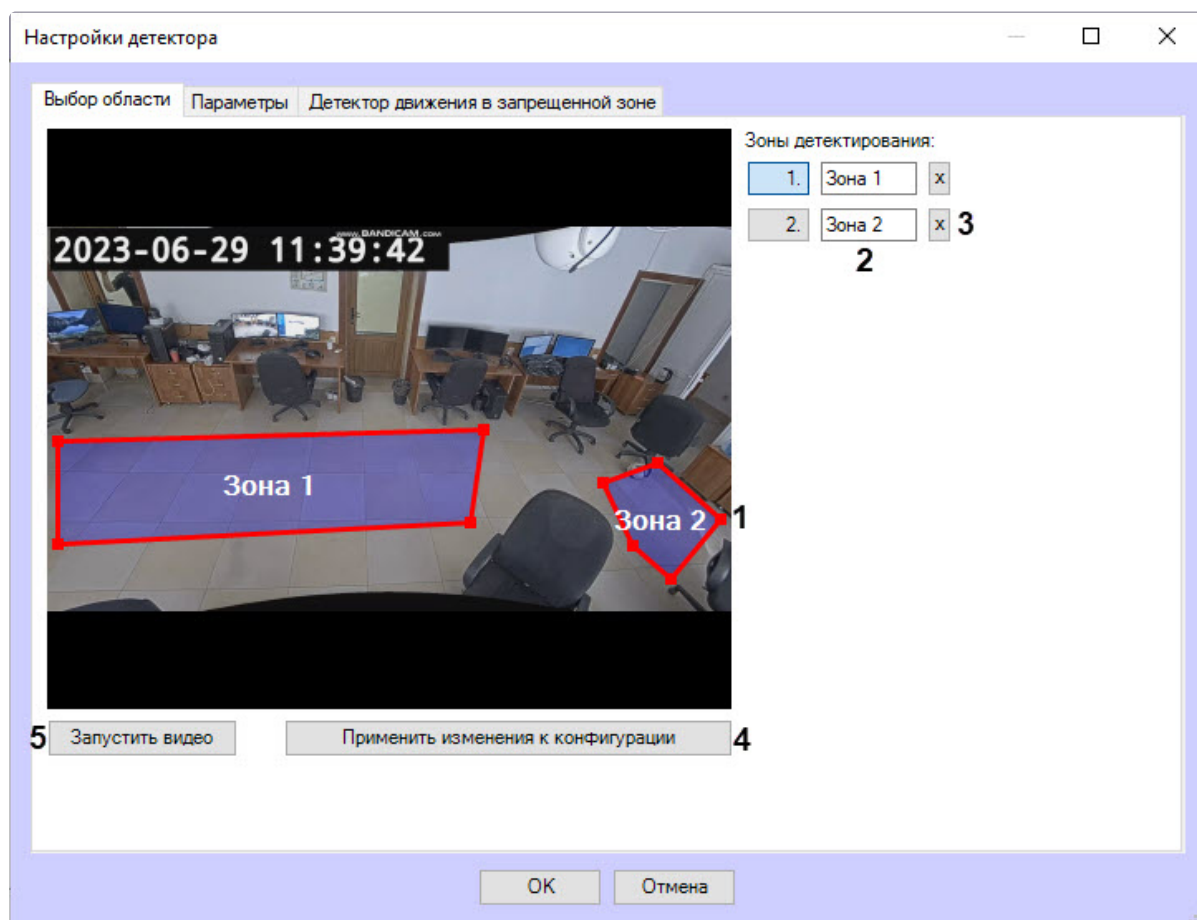 Настройки детектора
Выбор области Параметры Детектор движения в запрещенной зоне
Зоны детектирования:
1. Зона 1 x
2. Зона 2 x 3
2
www.BANDICAM.com
2023-06-29 11:39:42
Зона 1
Зона 2 1
5 Запустить видео Применить изменения к конфигурации 4
OK Отмена